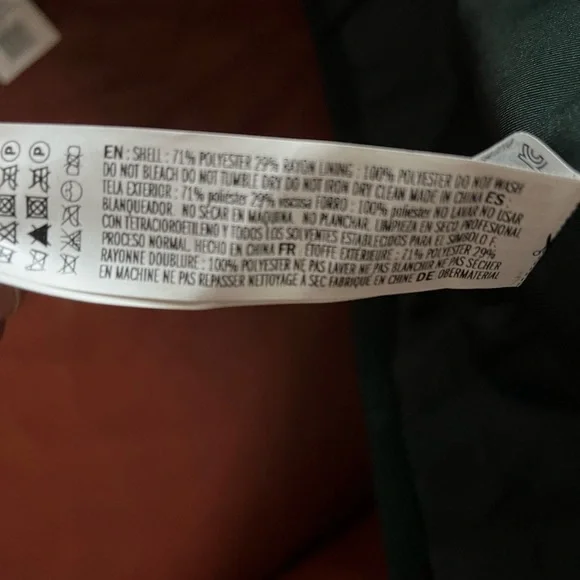 EN : SHELL : 71% POLYESTER 29% RAYON LINING : 100% POLYESTER DO NOT WASH
DO NOT BLEACH DO NOT TUMBLE DRY DO NOT IRON DRY CLEAN MADE IN CHINA ES :
TELA EXTERIOR : 71% poliester 29% viscosa FORRO : 100% poliester NO LAVAR NO USAR
BLANQUEADOR. NO SECAR EN MAQUINA. NO PLANCHAR. LIMPIEZA EN SECO PROFESIONAL
CON TETRACLOROETILENO Y TODOS LOS SOLVENTES ESTABLECIDOS PARA EL SIMBOLO F.
PROCESO NORMAL. HECHO EN CHINA FR : ÉTOFFE EXTÉRIEURE : 71% POLYESTER 29%
RAYONNE DOUBLURE : 100% POLYESTER NE PAS LAVER NE PAS BLANCHIR NE PAS SÉCHER
EN MACHINE NE PAS REPASSER NETTOYAGE A SEC FABRIQUE EN CHINE DE OBERMATERIAL
P P